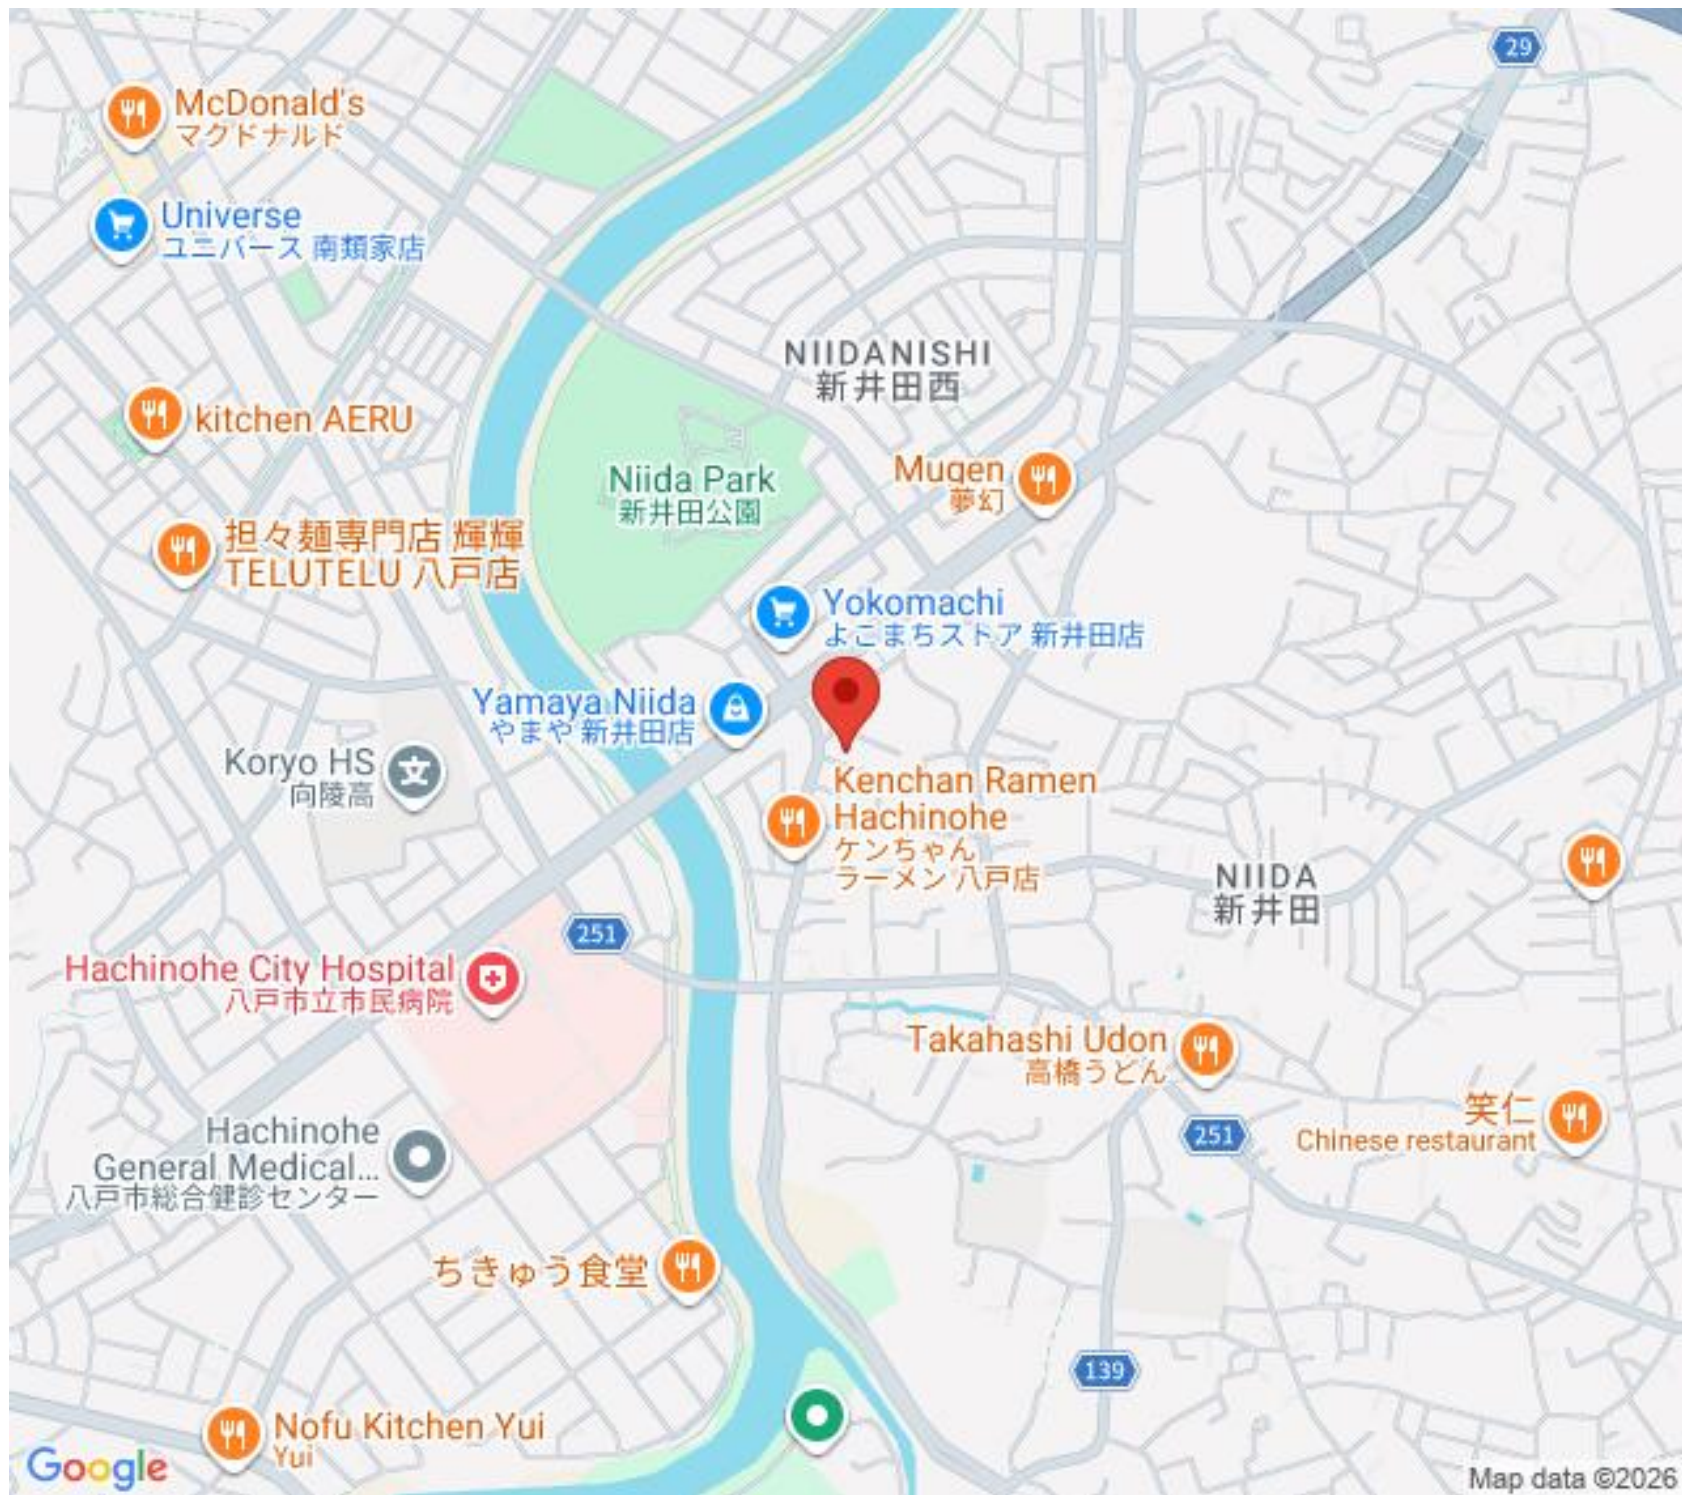 29
McDonald's
マクドナルド
Universe
ユニバース 南類家店
NIIDANISHI
新井田西
kitchen AERU
Niida Park
新井田公園
Mugen
夢幻
担々麺専門店 輝輝
TELUTELU 八戸店
Yokomachi
よこまちストア 新井田店
Yamaya Niida
やまや 新井田店
Koryo HS
向陵高
Kenchan Ramen
Hachinohe
ケンちゃん
ラーメン 八戸店
NIIDA
新井田
251
Hachinohe City Hospital
八戸市立市民病院
Takahashi Udon
高橋うどん
笑仁
Chinese restaurant
251
Hachinohe
General Medical...
八戸市総合健診センター
ちきゅう食堂
139
Nofu Kitchen Yui
Yui
Google
Map data ©2026